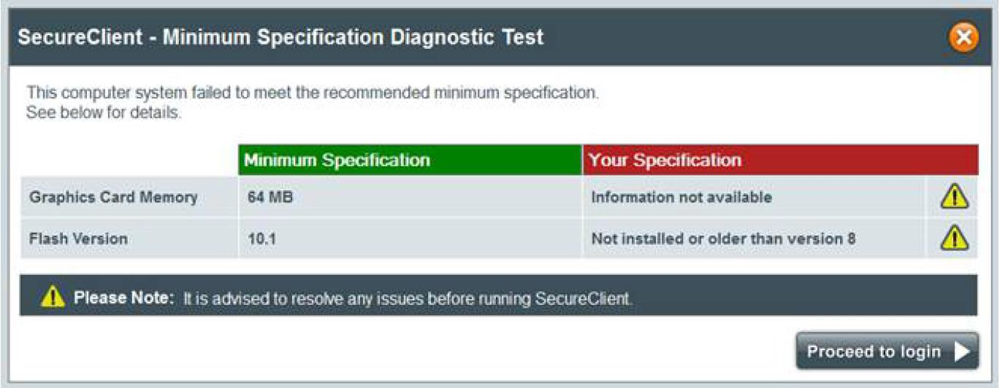 SecureClient - Minimum Specification Diagnostic Test
This computer system failed to meet the recommended minimum specification.
See below for details.
Minimum Specification Your Specification
Graphics Card Memory 64 MB Information not available
Flash Version 10.1 Not installed or older than version 8
Please Note: It is advised to resolve any issues before running SecureClient.
Proceed to login